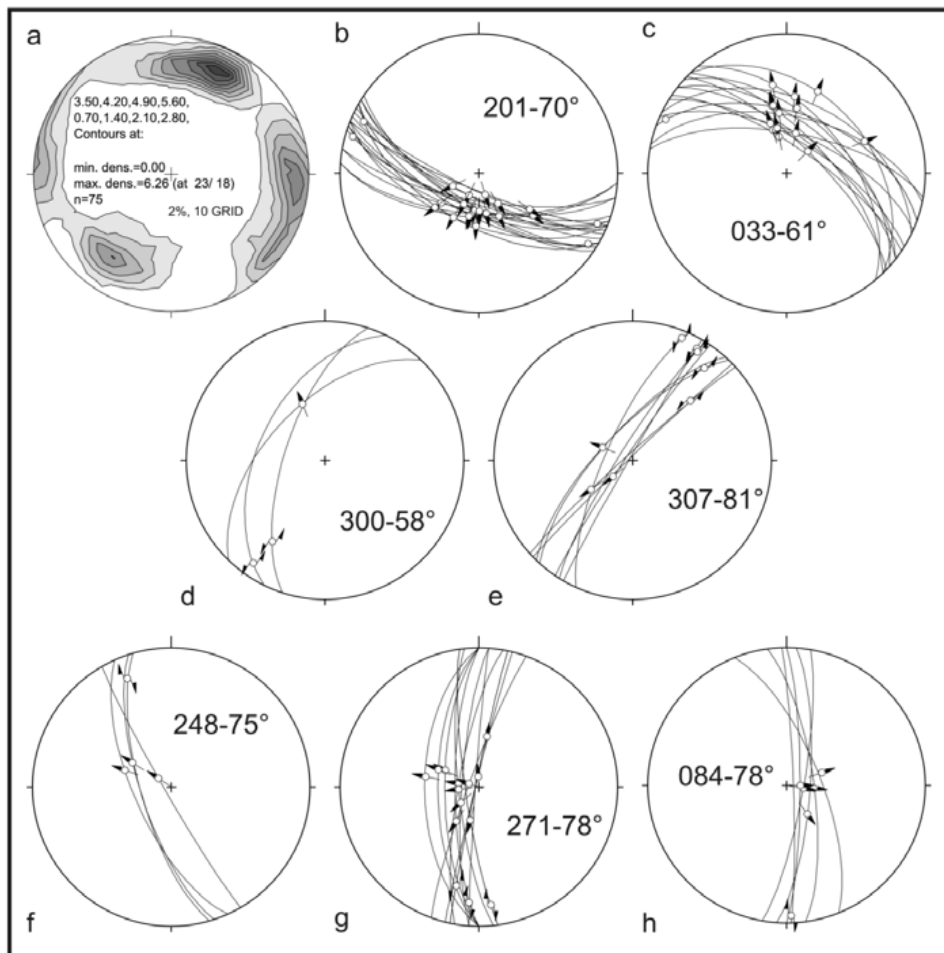 a
b
c
3.50,4.20,4.90,5.60,
0.70,1.40,2.10,2.80,
Contours at:
min. dens.=0.00
max. dens.=6.26 (at 23/ 18)
n=75
2%, 10 GRID
201-70°
033-61°
300-58°
307-81°
d
e
248-75°
271-78°
084-78°
f
g
h